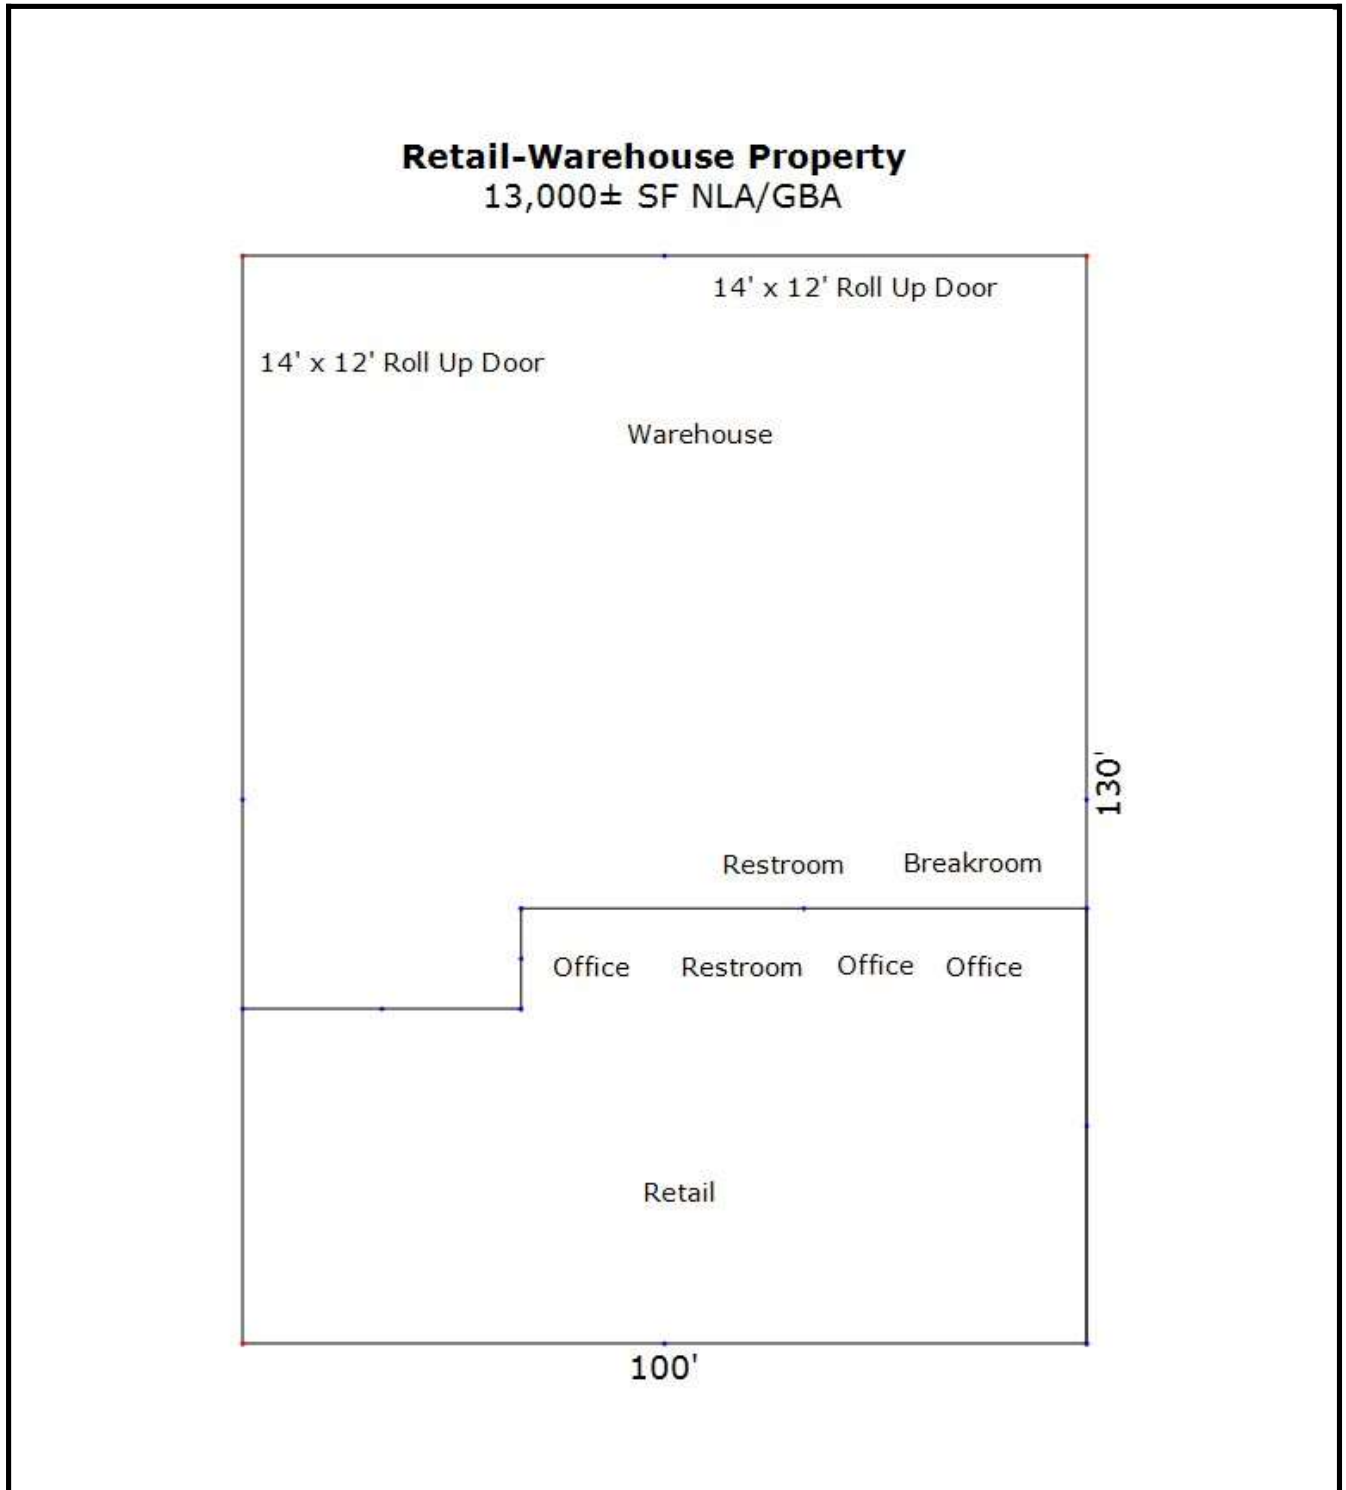 Retail-Warehouse Property
13,000± SF NLA/GBA
14' x 12' Roll Up Door
14' x 12' Roll Up Door
Warehouse
130'
Restroom Breakroom
Office Restroom Office Office
Retail
100'